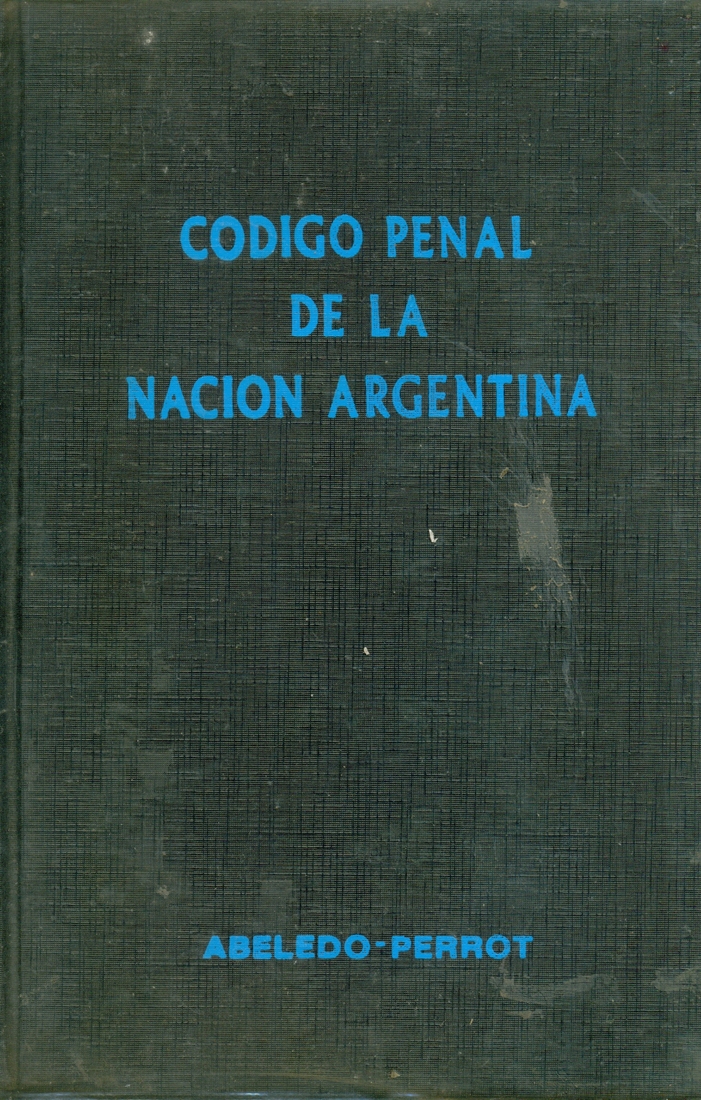 CODIGO PENAL
DE LA
NACION ARGENTINA
ABELEDO-PERROT